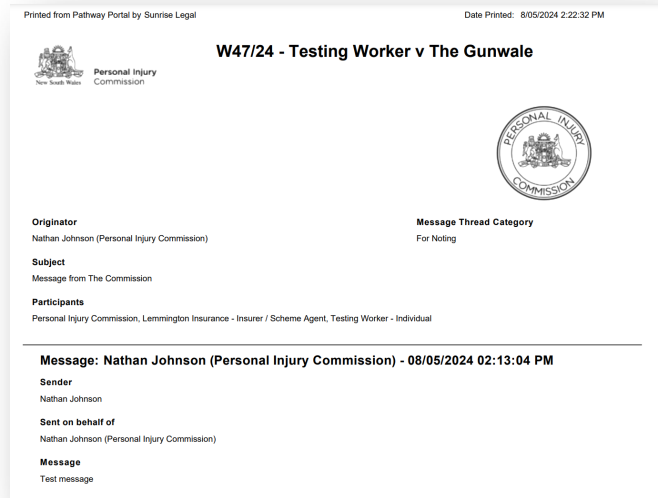 Printed from Pathway Portal by Sunrise Legal
Date Printed: 8/05/2024 2:22:32 PM
W47/24 - Testing Worker v The Gunwale
New South Wales
Personal Injury
Commission
PERSONAL INJURY
COMMISSION
Originator
Nathan Johnson (Personal Injury Commission)
Message Thread Category
For Noting
Subject
Message from The Commission
Participants
Personal Injury Commission, Lemmington Insurance - Insurer / Scheme Agent, Testing Worker - Individual
Message: Nathan Johnson (Personal Injury Commission) - 08/05/2024 02:13:04 PM
Sender
Nathan Johnson
Sent on behalf of
Nathan Johnson (Personal Injury Commission)
Message
Test message